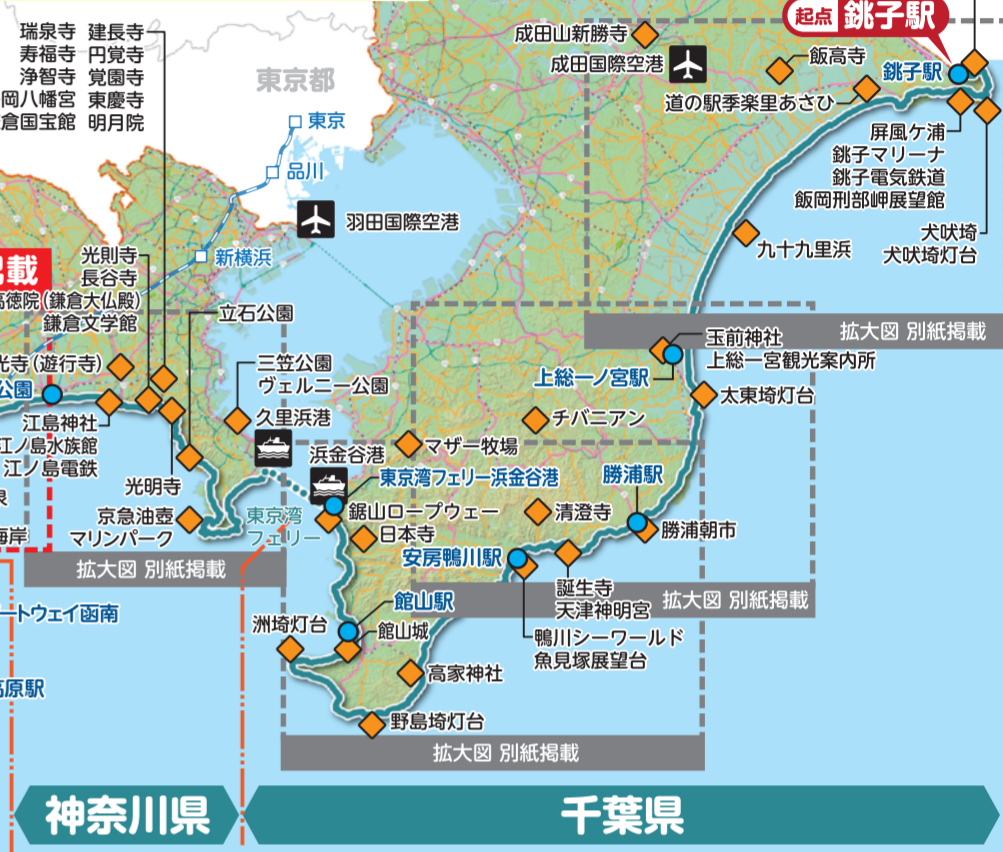 起点 銚子駅
瑞泉寺 建長寺
寿福寺 円覚寺
浄智寺 覚園寺
岡八幡宮 東慶寺
倉国宝館 明月院
東京都
東京
品川
羽田国際空港
新横浜
成田山新勝寺
成田国際空港
飯高寺
道の駅季楽里あさひ
銚子駅
屏風ケ浦
銚子マリーナ
銚子電気鉄道
飯岡刑部岬展望館
犬吠埼
犬吠埼灯台
九十九里浜
載
光則寺
長谷寺
高徳院(鎌倉大仏殿)
鎌倉文学館
光寺(遊行寺)
公園
江島神社
江ノ島水族館
江ノ島電鉄
光明寺
立石公園
三笠公園
ヴェルニー公園
久里浜港
浜金谷港
東京湾フェリー浜金谷港
東京湾
フェリー
京急油壺
マリンパーク
海岸
拡大図 別紙掲載
鋸山ロープウェー
日本寺
マザー牧場
チバニアン
拡大図 別紙掲載
玉前神社
上総一宮観光案内所
上総一ノ宮駅
太東埼灯台
勝浦駅
勝浦朝市
清澄寺
安房鴨川駅
誕生寺
天津神明宮
拡大図 別紙掲載
鴨川シーワールド
魚見塚展望台
館山駅
館山城
洲埼灯台
高家神社
野島埼灯台
拡大図 別紙掲載
ートウェイ函南
高原駅
神奈川県
千葉県